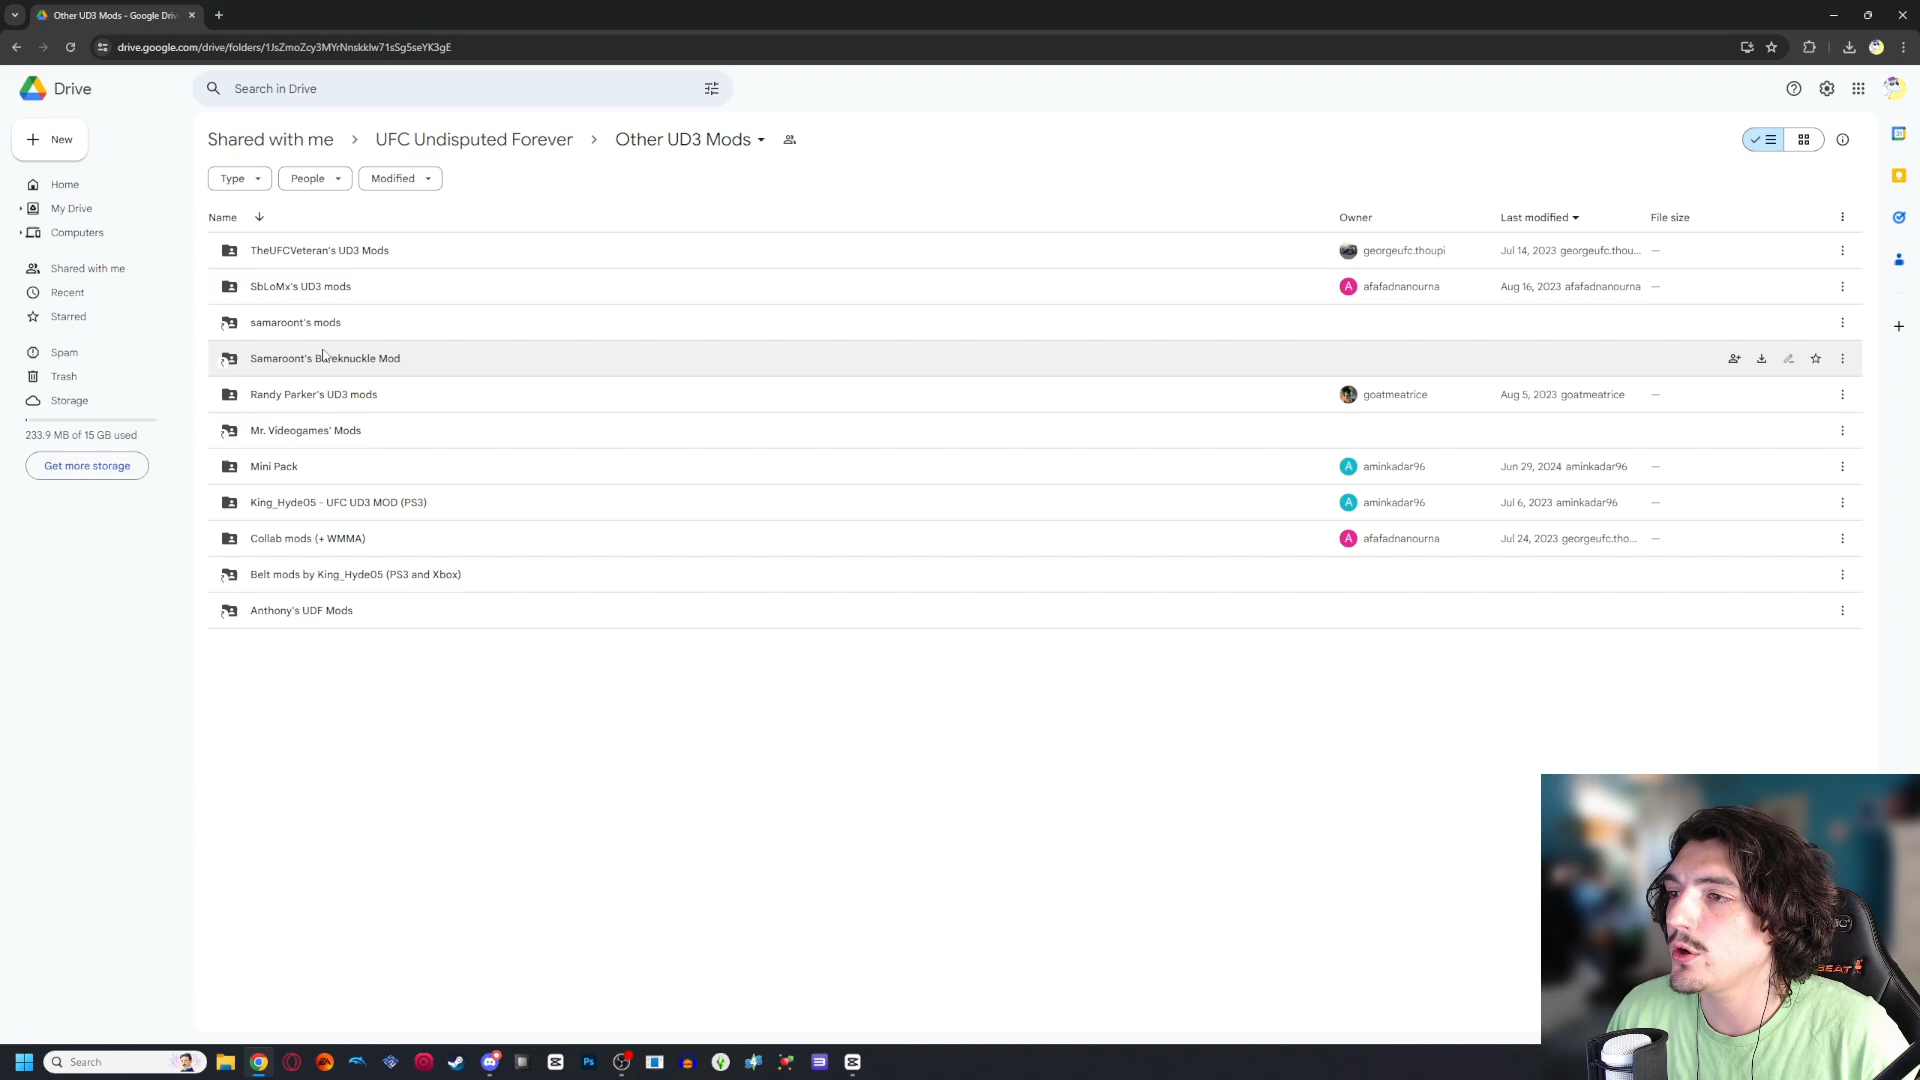 Other UD3 Mods - Google Driv
drive.google.com/drive/folders/1JsZmoZcy3MYrNnskklw71sSg5seYK3gE
Drive
Search in Drive
New
Shared with me > UFC Undisputed Forever > Other UD3 Mods
Type People Modified
Home
My Drive
Computers
Shared with me
Recent
Starred
Spam
Trash
Storage
233.9 MB of 15 GB used
Get more storage
Name Owner Last modified File size
TheUFCVeteran's UD3 Mods georgeufc.thoupi Jul 14, 2023 georgeufc.thou... —
SbLoMx's UD3 mods A afafadnanourna Aug 16, 2023 afafadnanourna —
samaroont's mods
Samaroont's Bareknuckle Mod
Randy Parker's UD3 mods goatmeatrice Aug 5, 2023 goatmeatrice —
Mr. Videogames' Mods
Mini Pack A aminkadar96 Jun 29, 2024 aminkadar96 —
King_Hyde05 - UFC UD3 MOD (PS3) A aminkadar96 Jul 6, 2023 aminkadar96 —
Collab mods (+ WMMA) A afafadnanourna Jul 24, 2023 georgeufc.tho... —
Belt mods by King_Hyde05 (PS3 and Xbox)
Anthony's UDF Mods
31
Search
EA
Ps